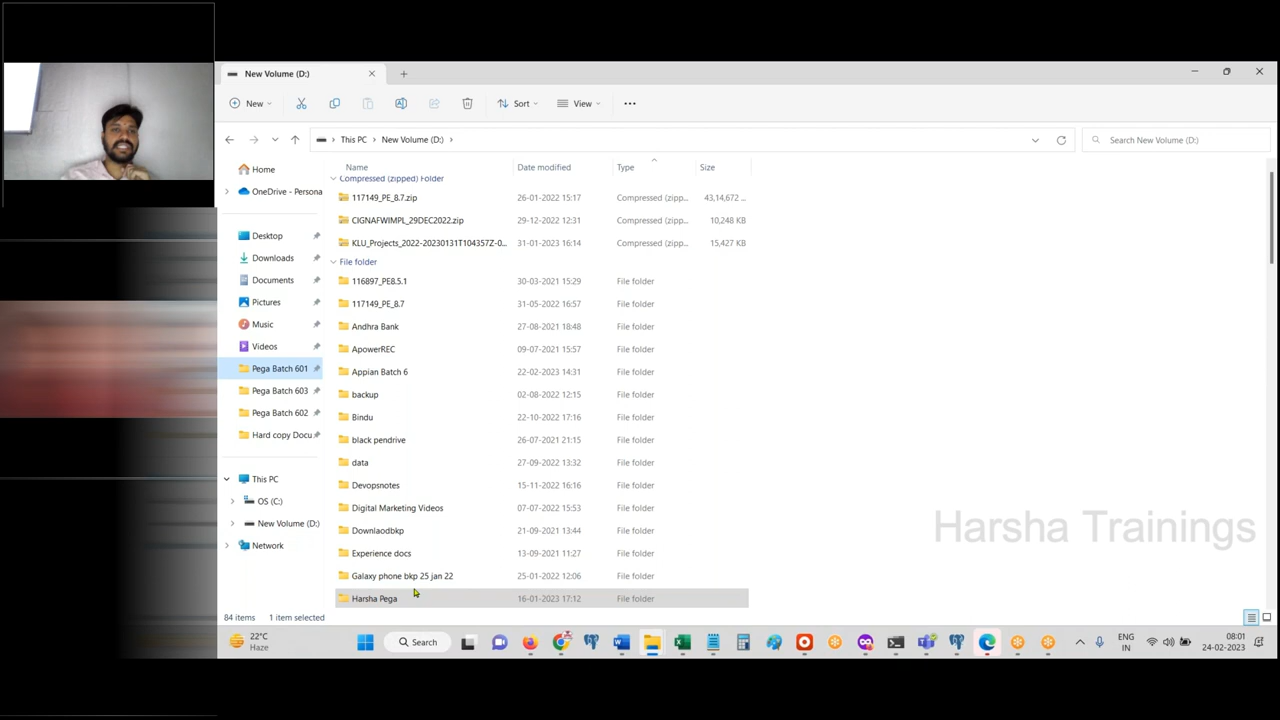 New Volume (D:)
New
Sort
View
This PC
New Volume (D:)
Search New Volume (D:)
Home
OneDrive - Persona
Desktop
Downloads
Documents
Pictures
Music
Videos
Pega Batch 601
Pega Batch 603
Pega Batch 602
Hard copy Docu
This PC
OS (C:)
New Volume (D:)
Network
Name Date modified Type Size
Compressed (zipped) Folder
117149_PE_8.7.zip 26-01-2022 15:17 Compressed (zipp... 43,14,672 ...
CIGNAFWIMPL_29DEC2022.zip 29-12-2022 12:31 Compressed (zipp... 10,248 KB
KLU_Projects_2022-20230131T104357Z-0... 31-01-2023 16:14 Compressed (zipp... 15,427 KB
File folder
116897_PE8.5.1 30-03-2021 15:29 File folder
117149_PE_8.7 31-05-2022 16:57 File folder
Andhra Bank 27-08-2021 18:48 File folder
ApowerREC 09-07-2021 15:57 File folder
Appian Batch 6 22-02-2023 14:31 File folder
backup 02-08-2022 12:15 File folder
Bindu 22-10-2022 17:16 File folder
black pendrive 26-07-2021 21:15 File folder
data 27-09-2022 13:32 File folder
Devopsnotes 15-11-2022 16:16 File folder
Digital Marketing Videos 07-07-2022 15:53 File folder
Downlaodbkp 21-09-2021 13:44 File folder
Experience docs 13-09-2021 11:27 File folder
Galaxy phone bkp 25 jan 22 25-01-2022 12:06 File folder
Harsha Pega 16-01-2023 17:12 File folder
Harsha Trainings
84 items 1 item selected
22°C
Haze
Search
ENG
IN
08:01
24-02-2023